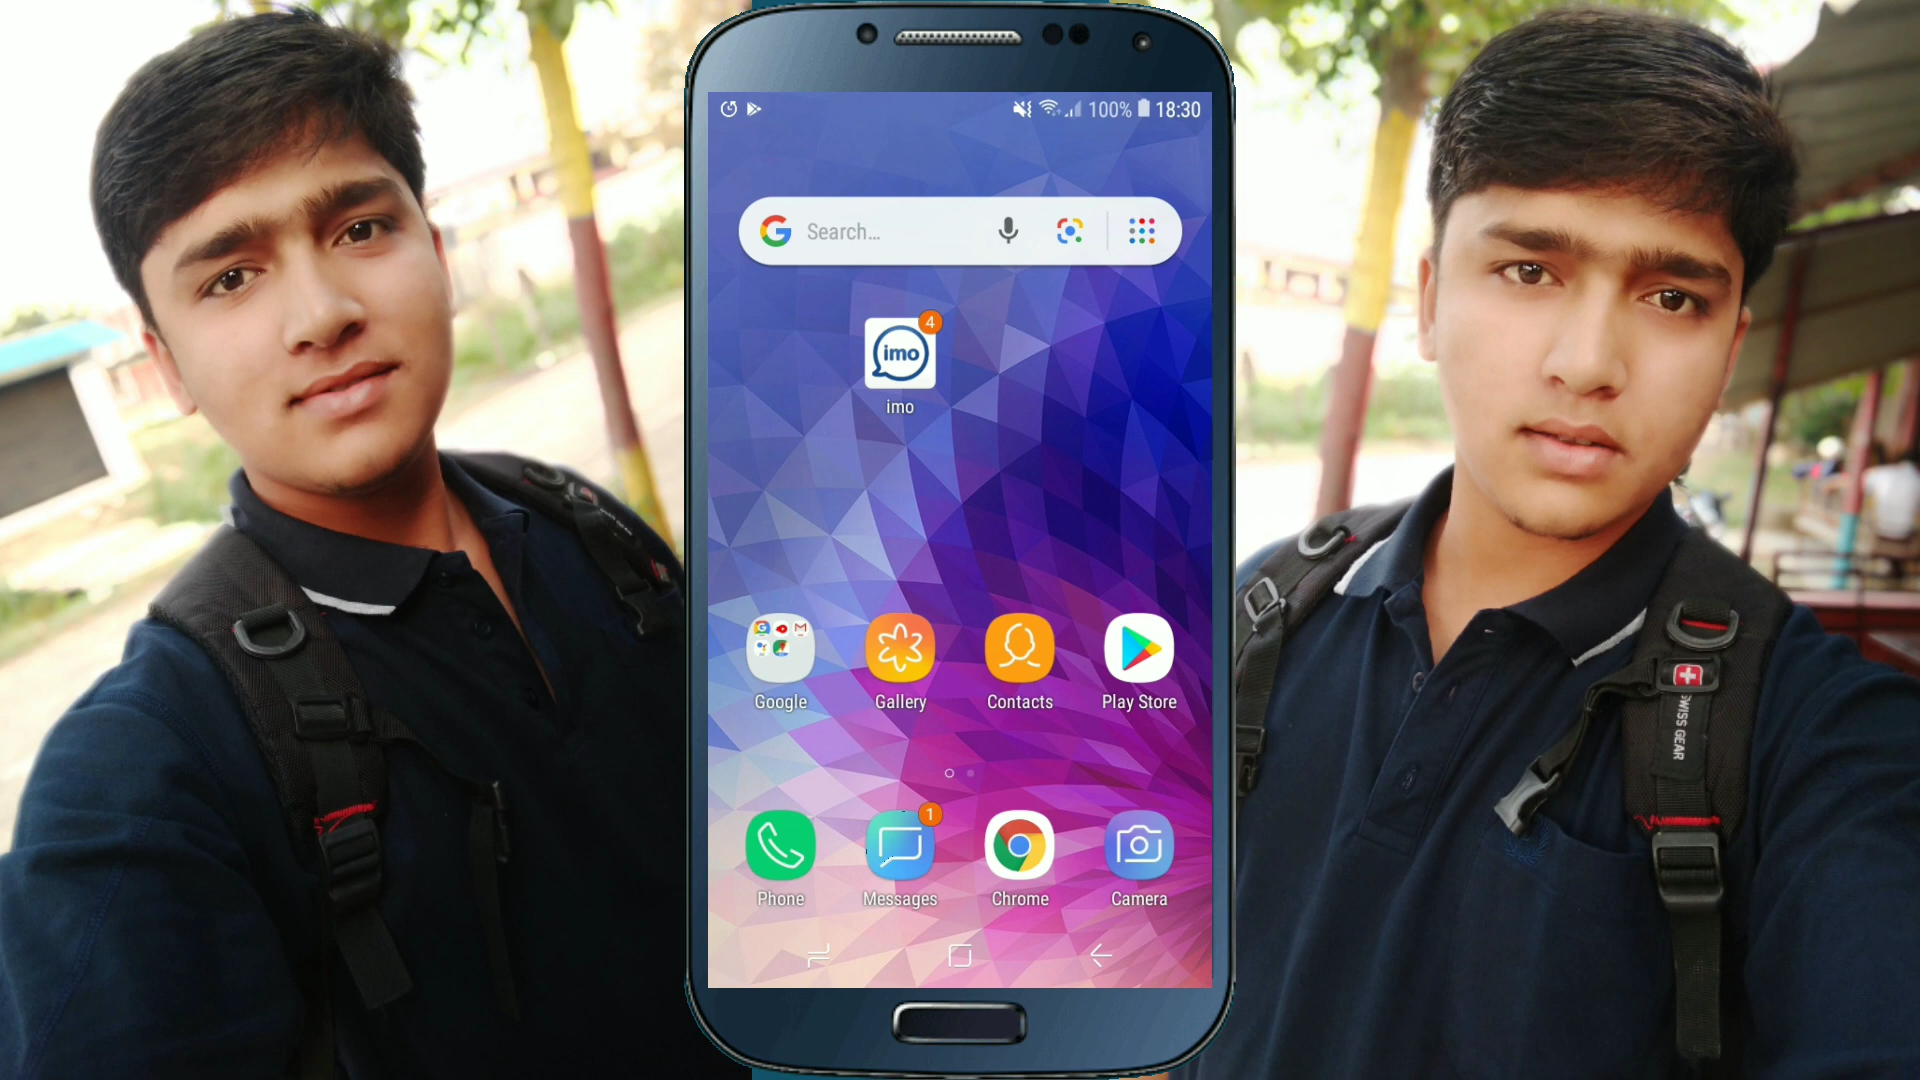 100% 18:30
Search...
4
imo
imo
Google
Gallery
Contacts
Play Store
1
Phone
Messages
Chrome
Camera
SWISS GEAR